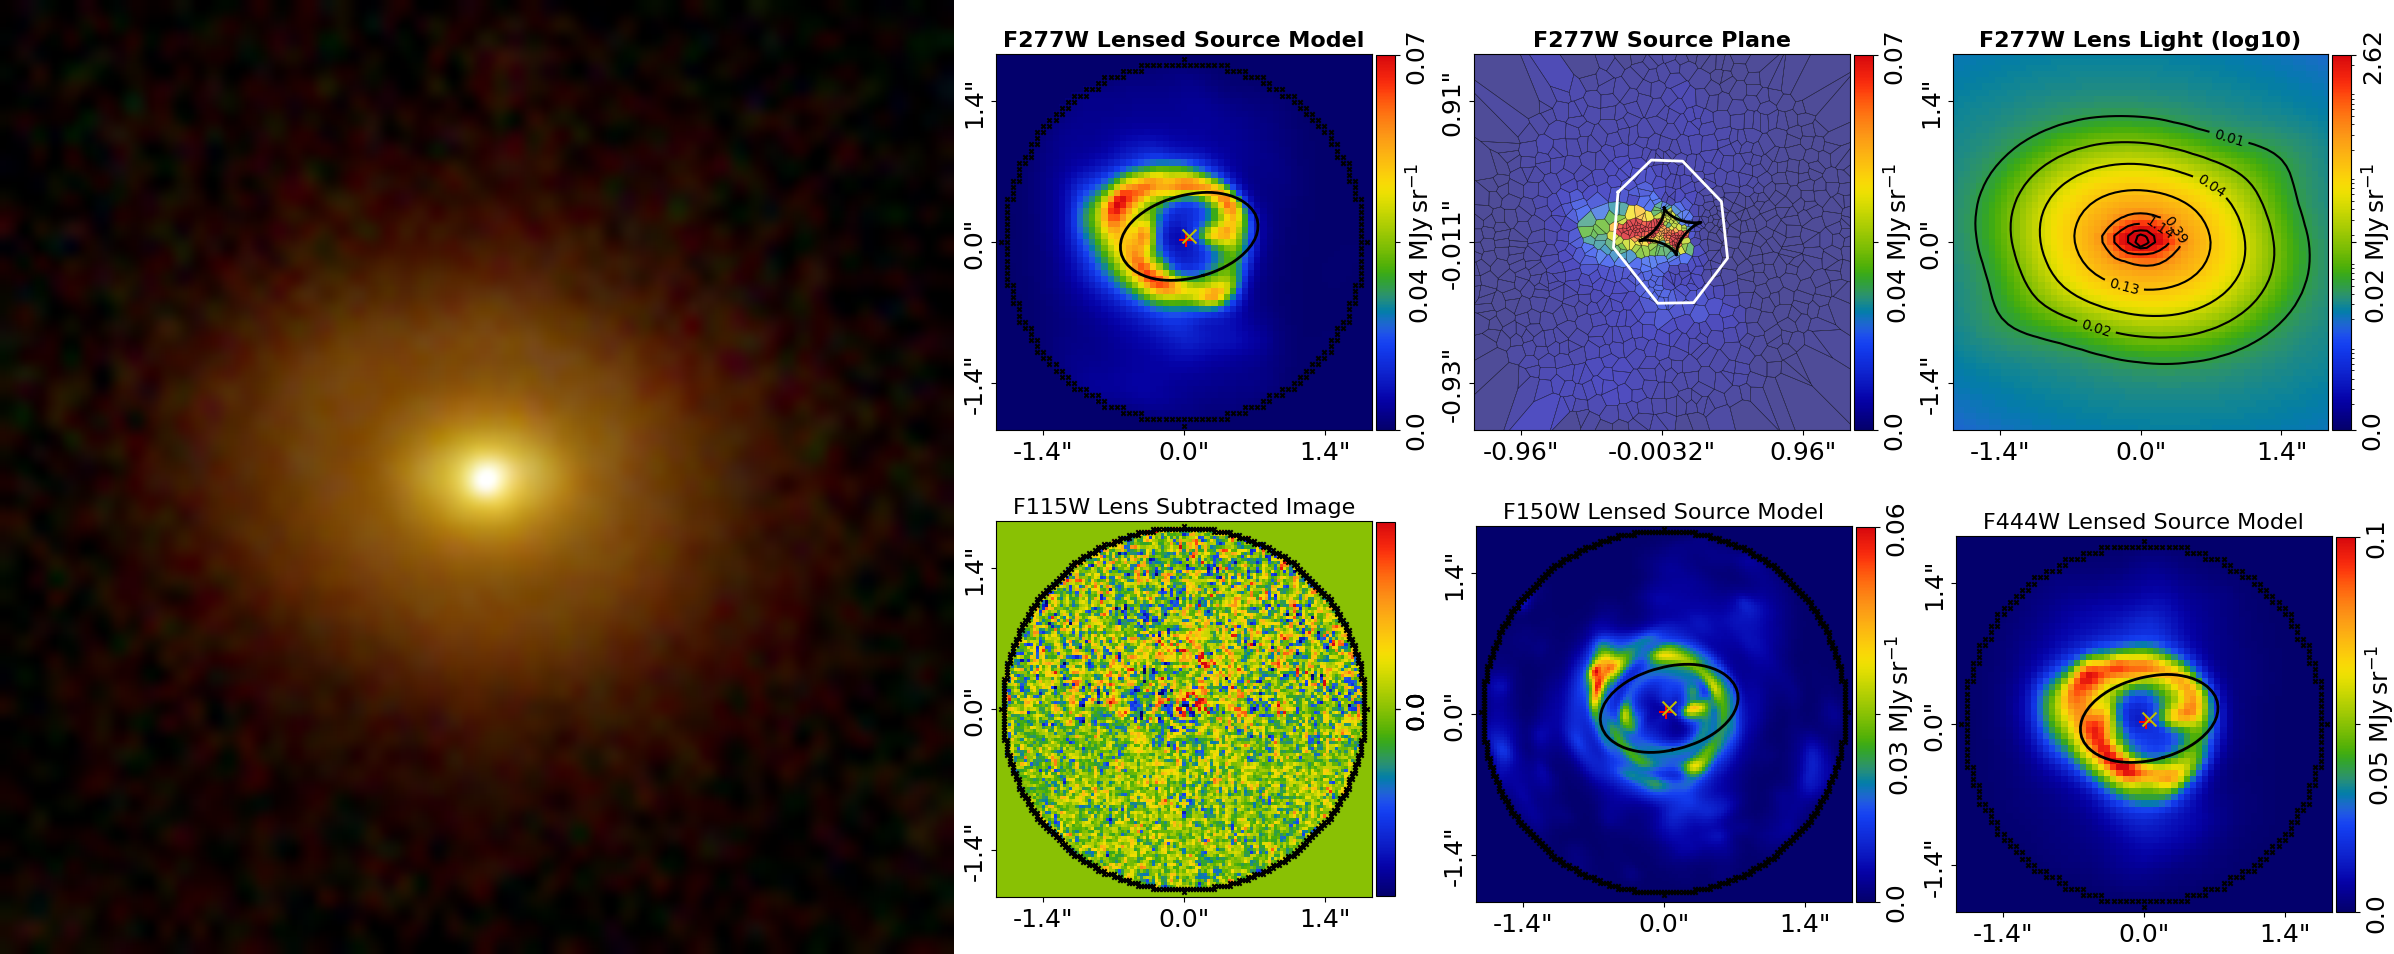 F277W Lensed Source Model
1.4"
0.0"
-1.4"
-1.4" 0.0" 1.4"
0.07
0.04 MJy sr⁻¹
0.0
F277W Source Plane
0.91"
-0.011"
-0.93"
-0.96" -0.0032" 0.96"
0.07
0.04 MJy sr⁻¹
0.0
F277W Lens Light (log10)
1.4"
0.0"
-1.4"
-1.4" 0.0" 1.4"
0.01
0.04
0.39
1.14
0.13
0.02
2.62
0.02 MJy sr⁻¹
0.0
F115W Lens Subtracted Image
1.4"
0.0"
-1.4"
-1.4" 0.0" 1.4"
0.0
F150W Lensed Source Model
1.4"
0.0"
-1.4"
-1.4" 0.0" 1.4"
0.06
0.03 MJy sr⁻¹
0.0
F444W Lensed Source Model
1.4"
0.0"
-1.4"
-1.4" 0.0" 1.4"
0.1
0.05 MJy sr⁻¹
0.0